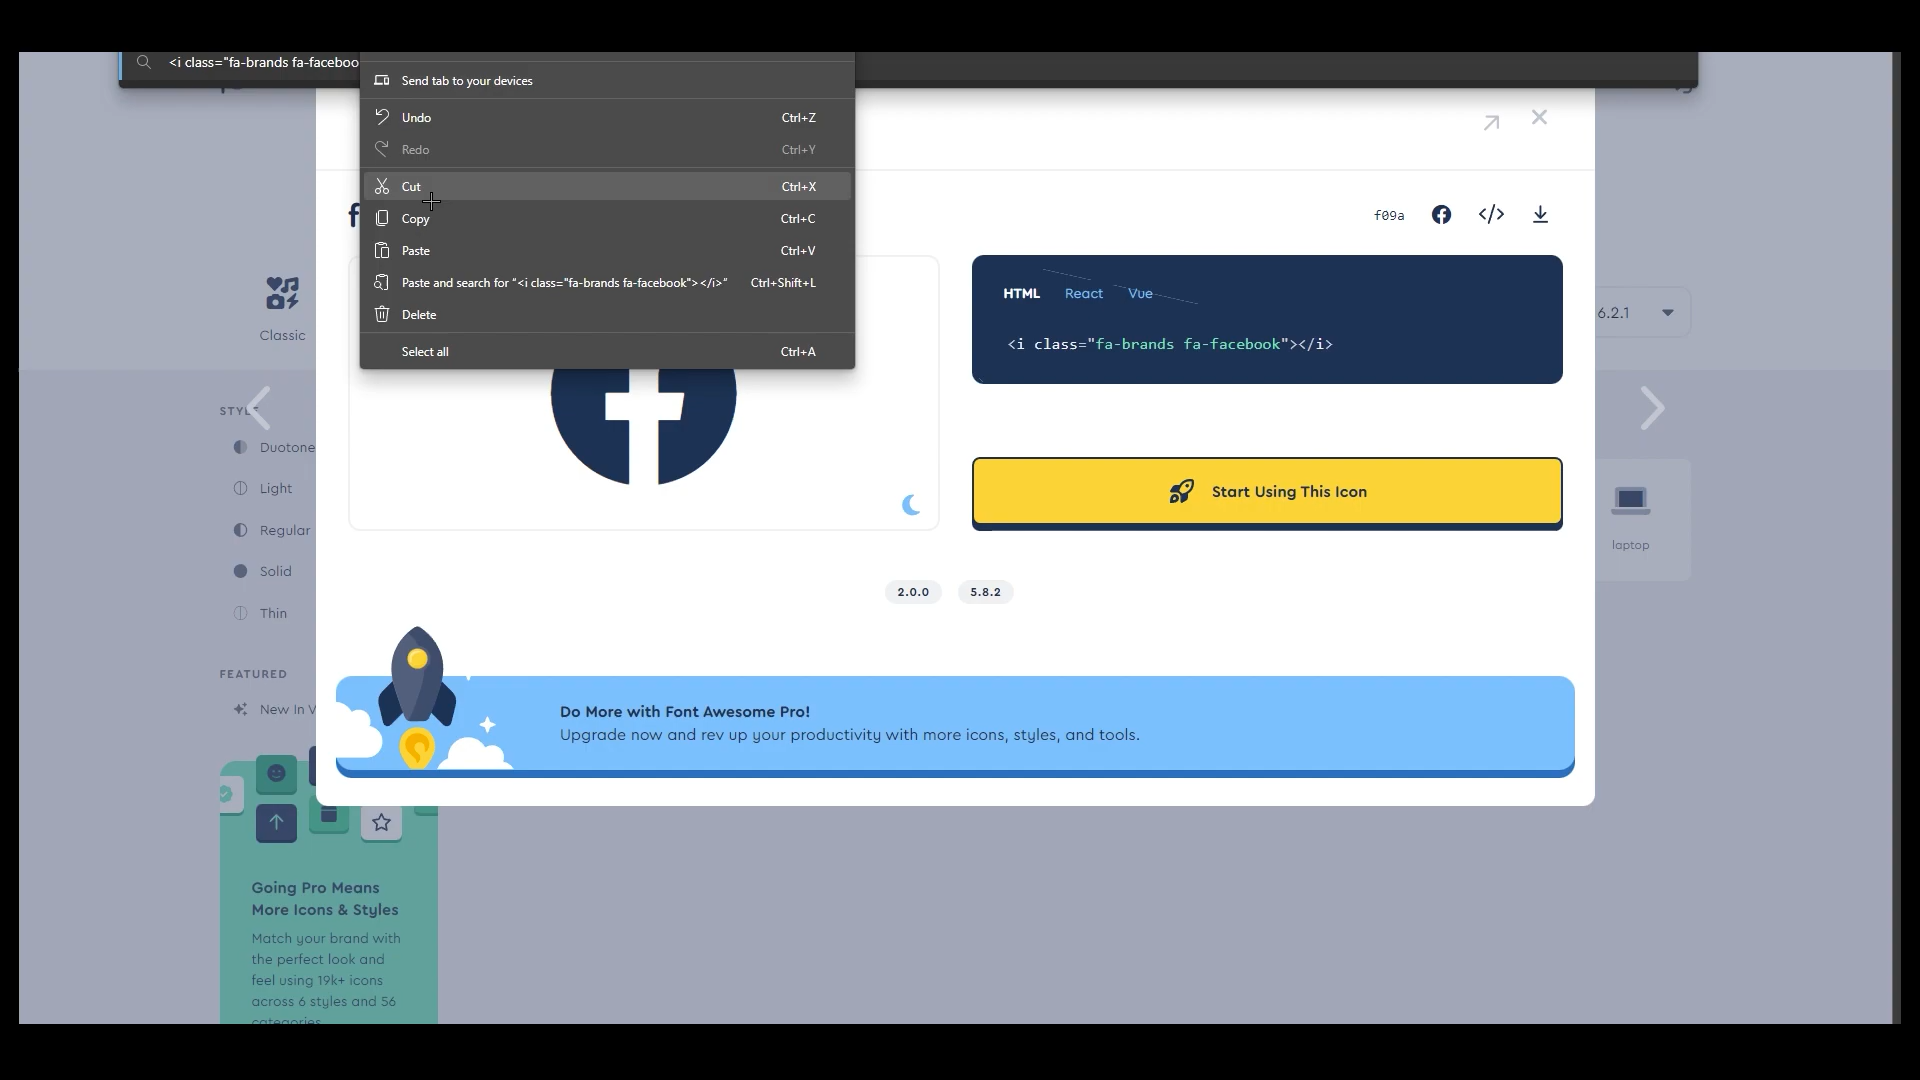 <i class="fa-brands fa-faceboo
Send tab to your devices
Undo Ctrl+Z
Redo Ctrl+Y
Cut Ctrl+X
Copy Ctrl+C
Paste Ctrl+V
Paste and search for “<i class="fa-brands fa-facebook"></i>” Ctrl+Shift+L
Delete
Select all Ctrl+A
f
f09a
HTML React Vue
<i class="fa-brands fa-facebook"></i>
Classic
6.2.1
STYLE
Duotone
Light
Regular
Solid
Thin
Start Using This Icon
laptop
2.0.0 5.8.2
FEATURED
New In V
Do More with Font Awesome Pro!
Upgrade now and rev up your productivity with more icons, styles, and tools.
Going Pro Means
More Icons & Styles
Match your brand with
the perfect look and
feel using 19k+ icons
across 6 styles and 56
categories